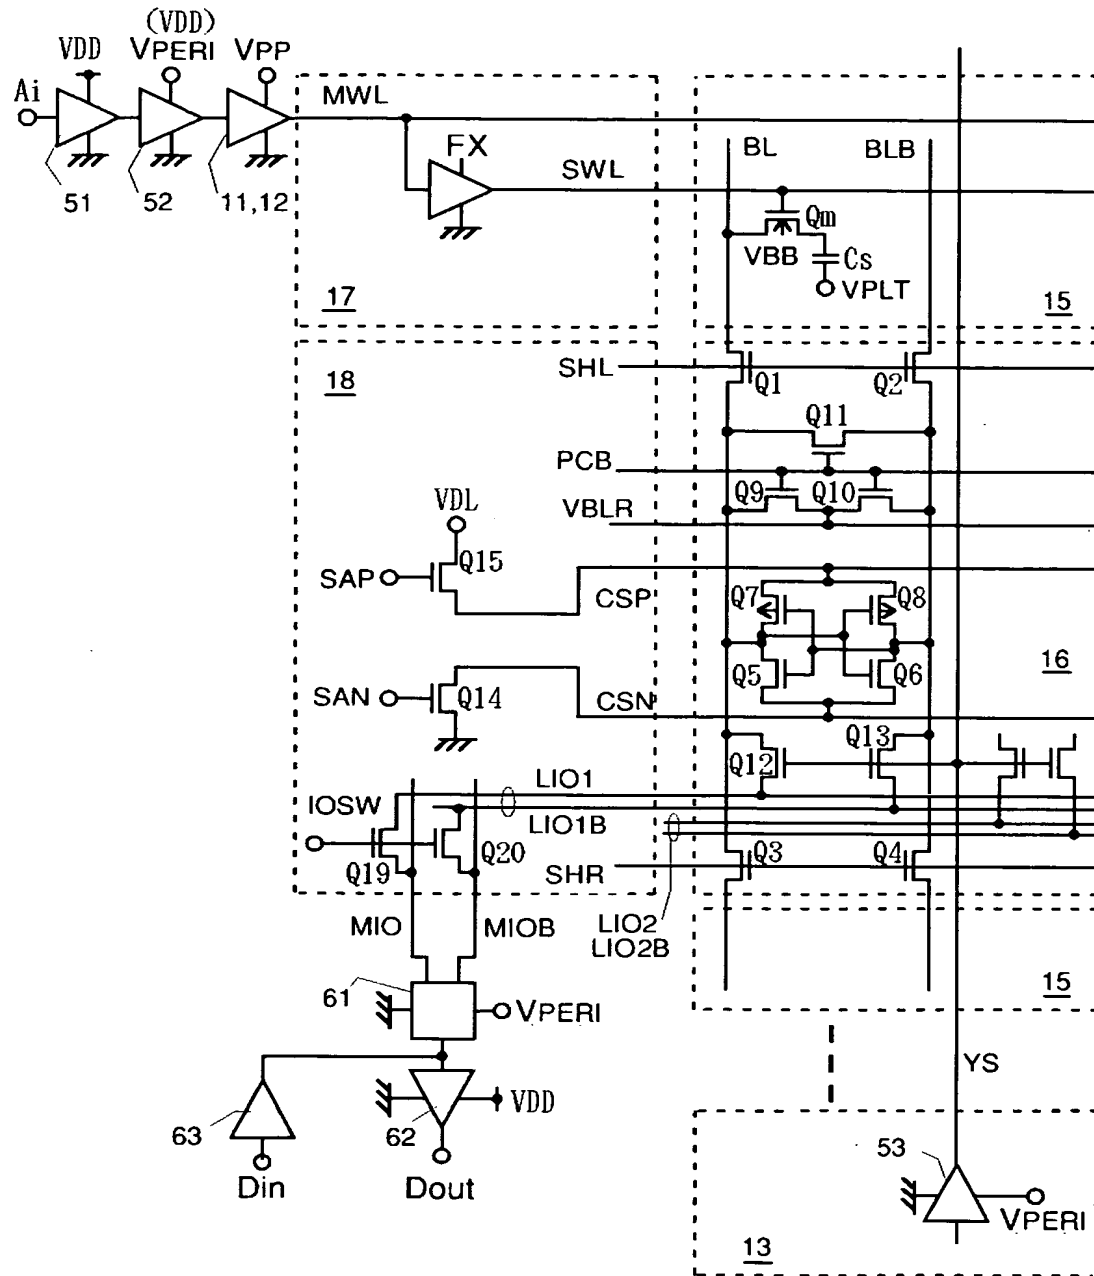 (VDD)
VDD VPERI VPP
Ai
MWL
51 52 11,12
FX
SWL
BL BLB
Qm
VBB Cs
VPLT
17
15
18
SHL
Q1 Q2
Q11
PCB
Q9 Q10
VBLR
VDL
SAP Q15
CSP
Q7 Q8
Q5 Q6
16
SAN Q14
CSN
Q12 Q13
IOSW
LIO1
LIO1B
Q19 Q20
SHR
Q3 Q4
MIO MIOB
LIO2
LIO2B
61
VPERI
15
YS
VDD
63 62
Din Dout
53
VPERI
13